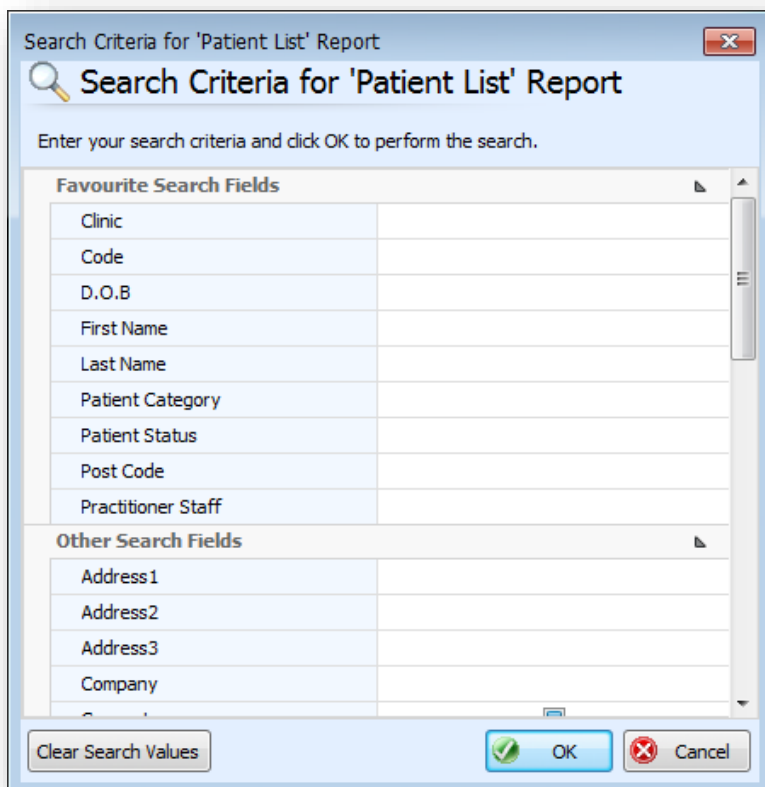 Search Criteria for 'Patient List' Report
Search Criteria for 'Patient List' Report
Enter your search criteria and click OK to perform the search.
Favourite Search Fields
Clinic
Code
D.O.B
First Name
Last Name
Patient Category
Patient Status
Post Code
Practitioner Staff
Other Search Fields
Address1
Address2
Address3
Company
Clear Search Values
OK
Cancel